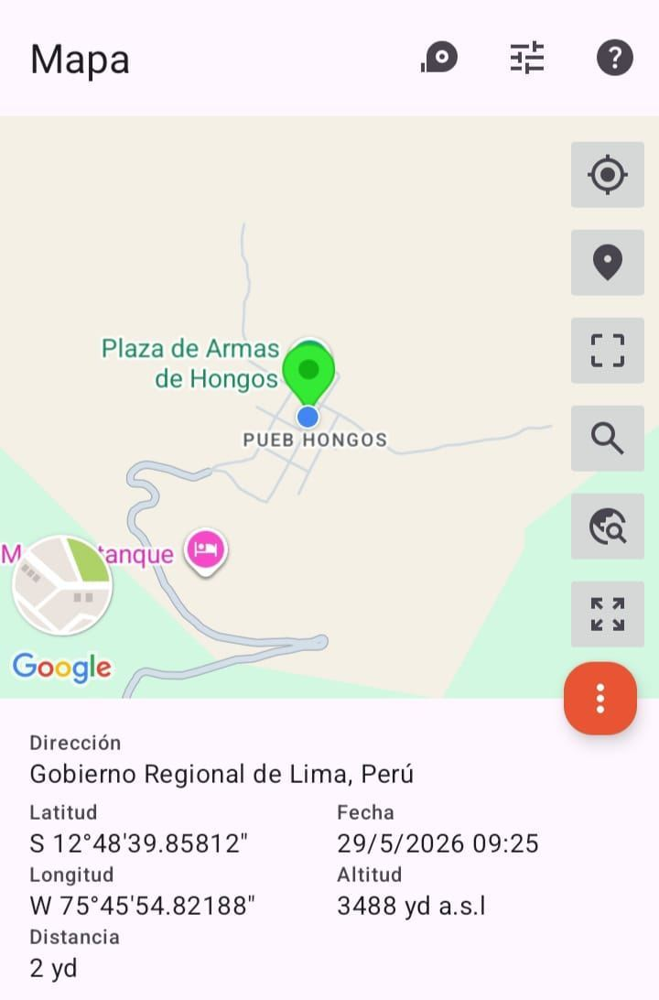 Mapa
Plaza de Armas
de Hongos
PUEB HONGOS
M tanque
Google
Dirección
Gobierno Regional de Lima, Perú
Latitud
S 12°48'39.85812"
Longitud
W 75°45'54.82188"
Distancia
2 yd
Fecha
29/5/2026 09:25
Altitud
3488 yd a.s.l